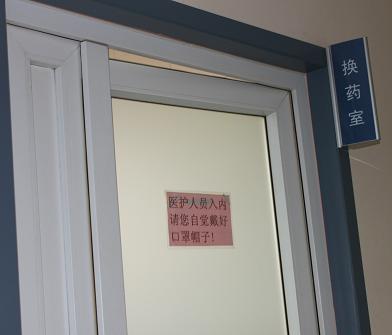 换药室
医护人员入内
请您自觉戴好
口罩帽子！